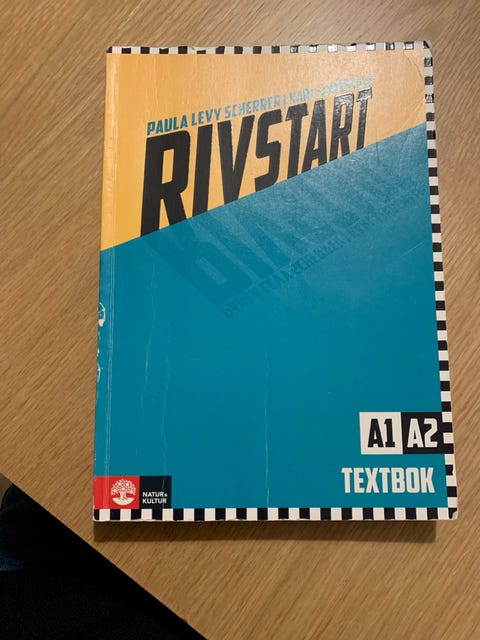 PAULA LEVY SCHERRER |
RIVSTART
A1 A2
TEXTBOK
NATUR &
KULTUR